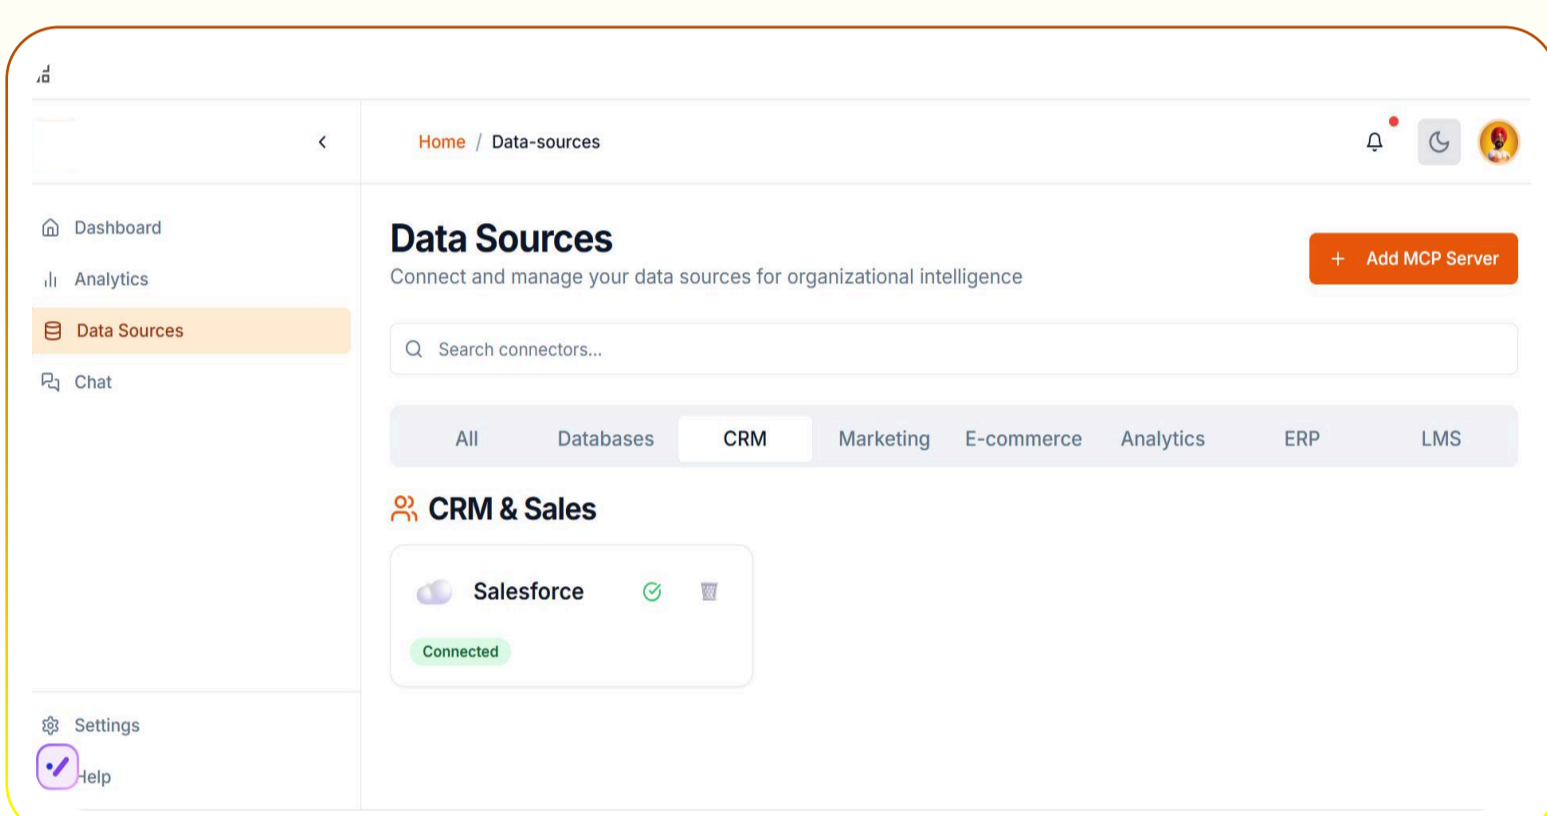 Home / Data-sources
Dashboard
Analytics
Data Sources
Chat
Settings
Help
Data Sources
Connect and manage your data sources for organizational intelligence
+ Add MCP Server
Search connectors...
All Databases CRM Marketing E-commerce Analytics ERP LMS
CRM & Sales
Salesforce
Connected